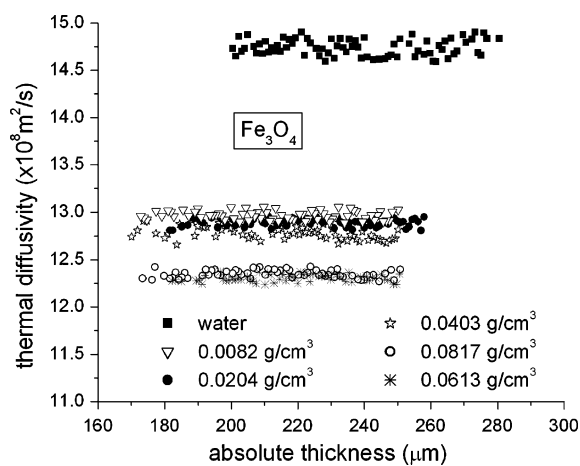 15.0
14.5
14.0
13.5
13.0
12.5
12.0
11.5
11.0
thermal diffusivity (x10⁸m²/s)
Fe₃O₄
water
0.0082 g/cm³
0.0204 g/cm³
0.0403 g/cm³
0.0817 g/cm³
0.0613 g/cm³
160 180 200 220 240 260 280 300
absolute thickness (μm)